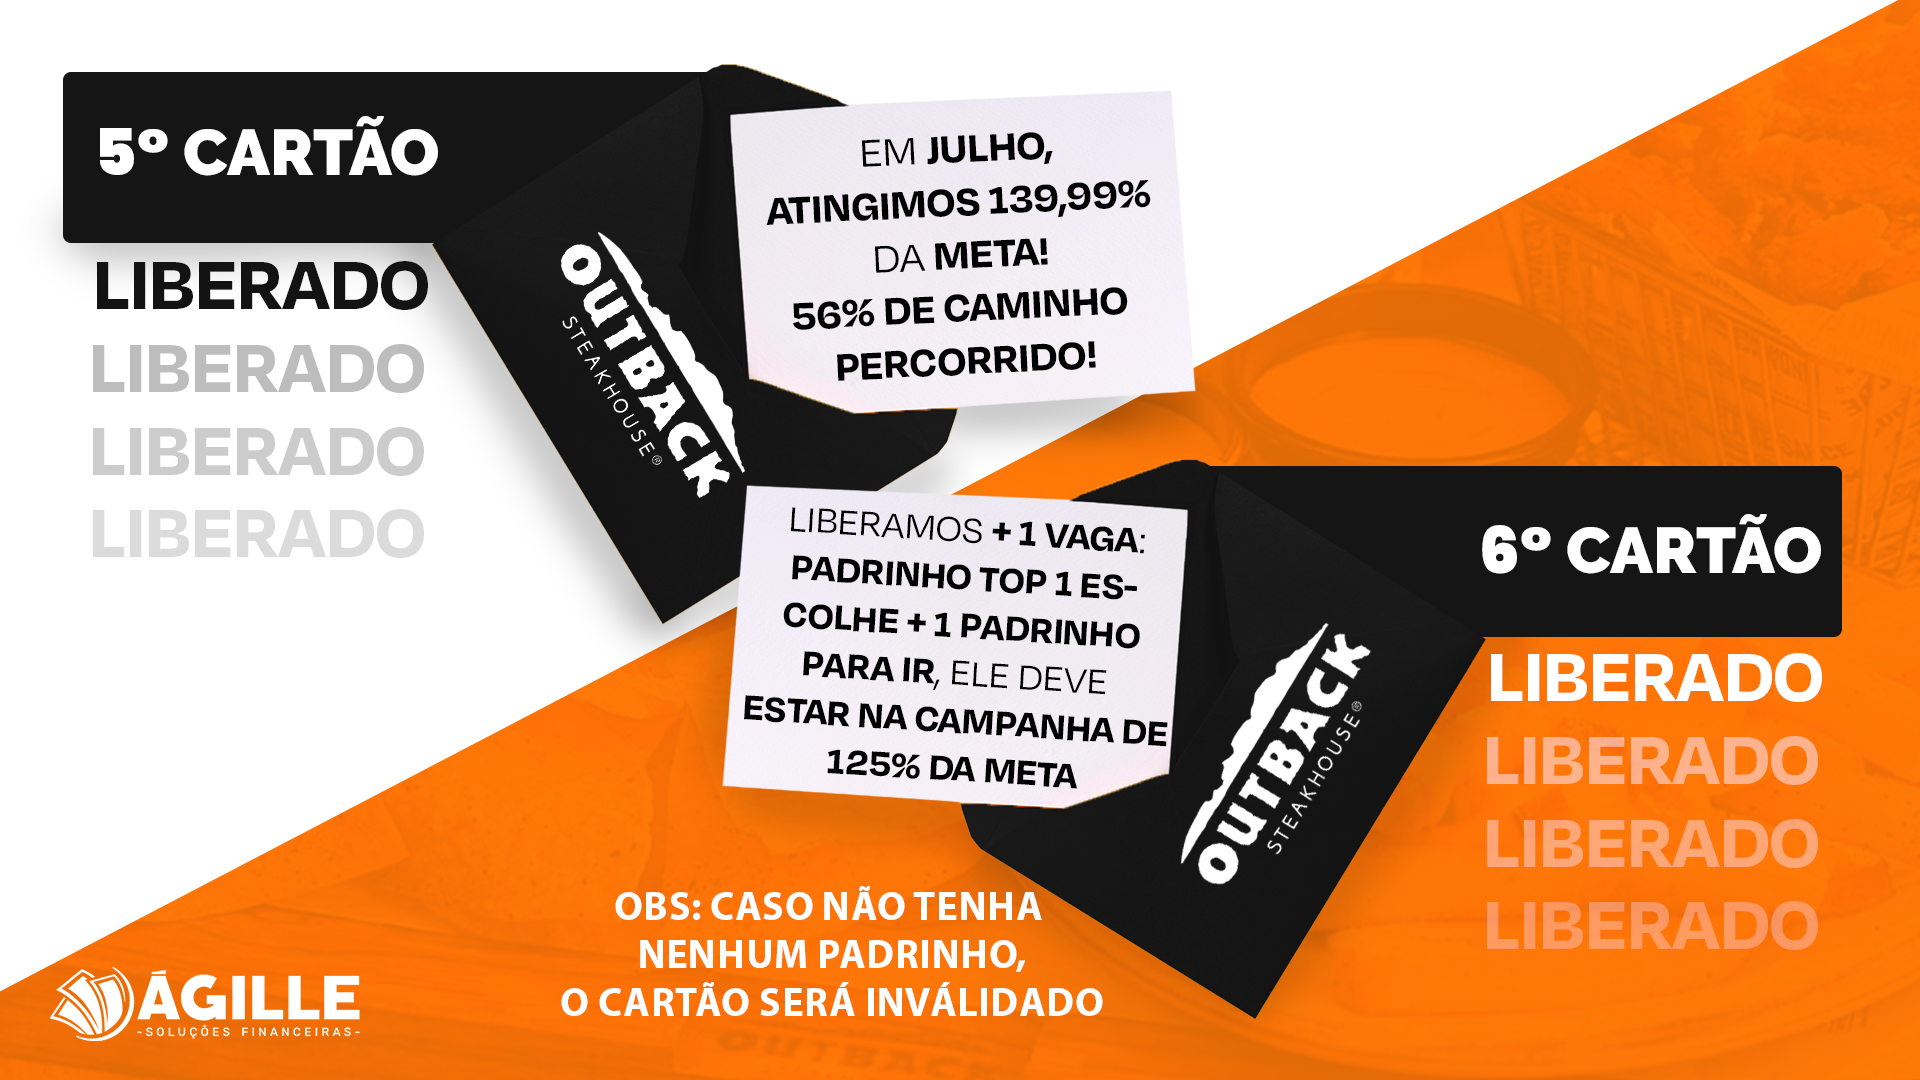 5º CARTÃO
LIBERADO
LIBERADO
LIBERADO
LIBERADO
OUTBACK
STEAKHOUSE®
EM JULHO,
ATINGIMOS 139,99%
DA META!
56% DE CAMINHO
PERCORRIDO!
LIBERAMOS + 1 VAGA:
PADRINHO TOP 1 ES-
COLHE + 1 PADRINHO
PARA IR, ELE DEVE
ESTAR NA CAMPANHA DE
125% DA META
6º CARTÃO
LIBERADO
LIBERADO
LIBERADO
LIBERADO
OUTBACK
STEAKHOUSE®
OBS: CASO NÃO TENHA
NENHUM PADRINHO,
O CARTÃO SERÁ INVÁLIDADO
ÁGILLE
-SOLUÇÕES FINANCEIRAS-
OUTBACK